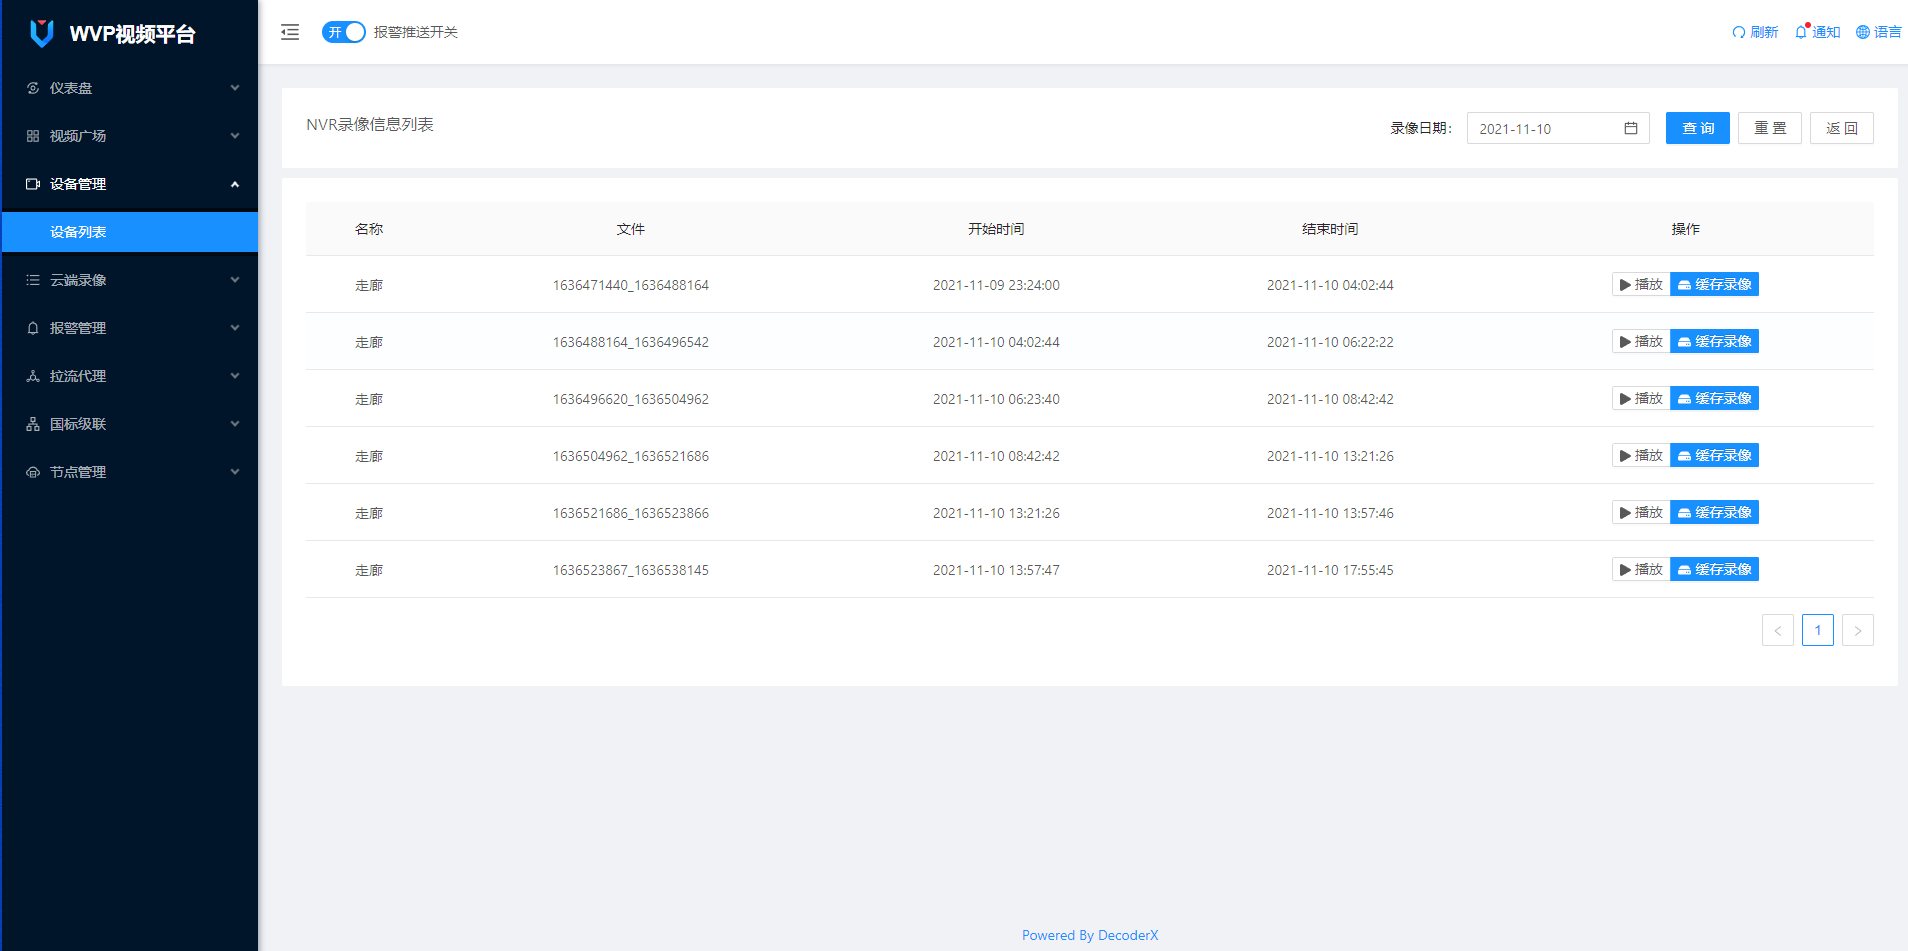 WVP视频平台
开 报警推送开关
刷新 通知 语言
仪表盘
视频广场
设备管理
设备列表
云端录像
报警管理
拉流代理
国标级联
节点管理
NVR录像信息列表
录像日期: 2021-11-10 查 询 重 置 返 回
名称 文件 开始时间 结束时间 操作
走廊 1636471440_1636488164 2021-11-09 23:24:00 2021-11-10 04:02:44 播放 缓存录像
走廊 1636488164_1636496542 2021-11-10 04:02:44 2021-11-10 06:22:22 播放 缓存录像
走廊 1636496620_1636504962 2021-11-10 06:23:40 2021-11-10 08:42:42 播放 缓存录像
走廊 1636504962_1636521686 2021-11-10 08:42:42 2021-11-10 13:21:26 播放 缓存录像
走廊 1636521686_1636523866 2021-11-10 13:21:26 2021-11-10 13:57:46 播放 缓存录像
走廊 1636523867_1636538145 2021-11-10 13:57:47 2021-11-10 17:55:45 播放 缓存录像
< 1 >
Powered By DecoderX